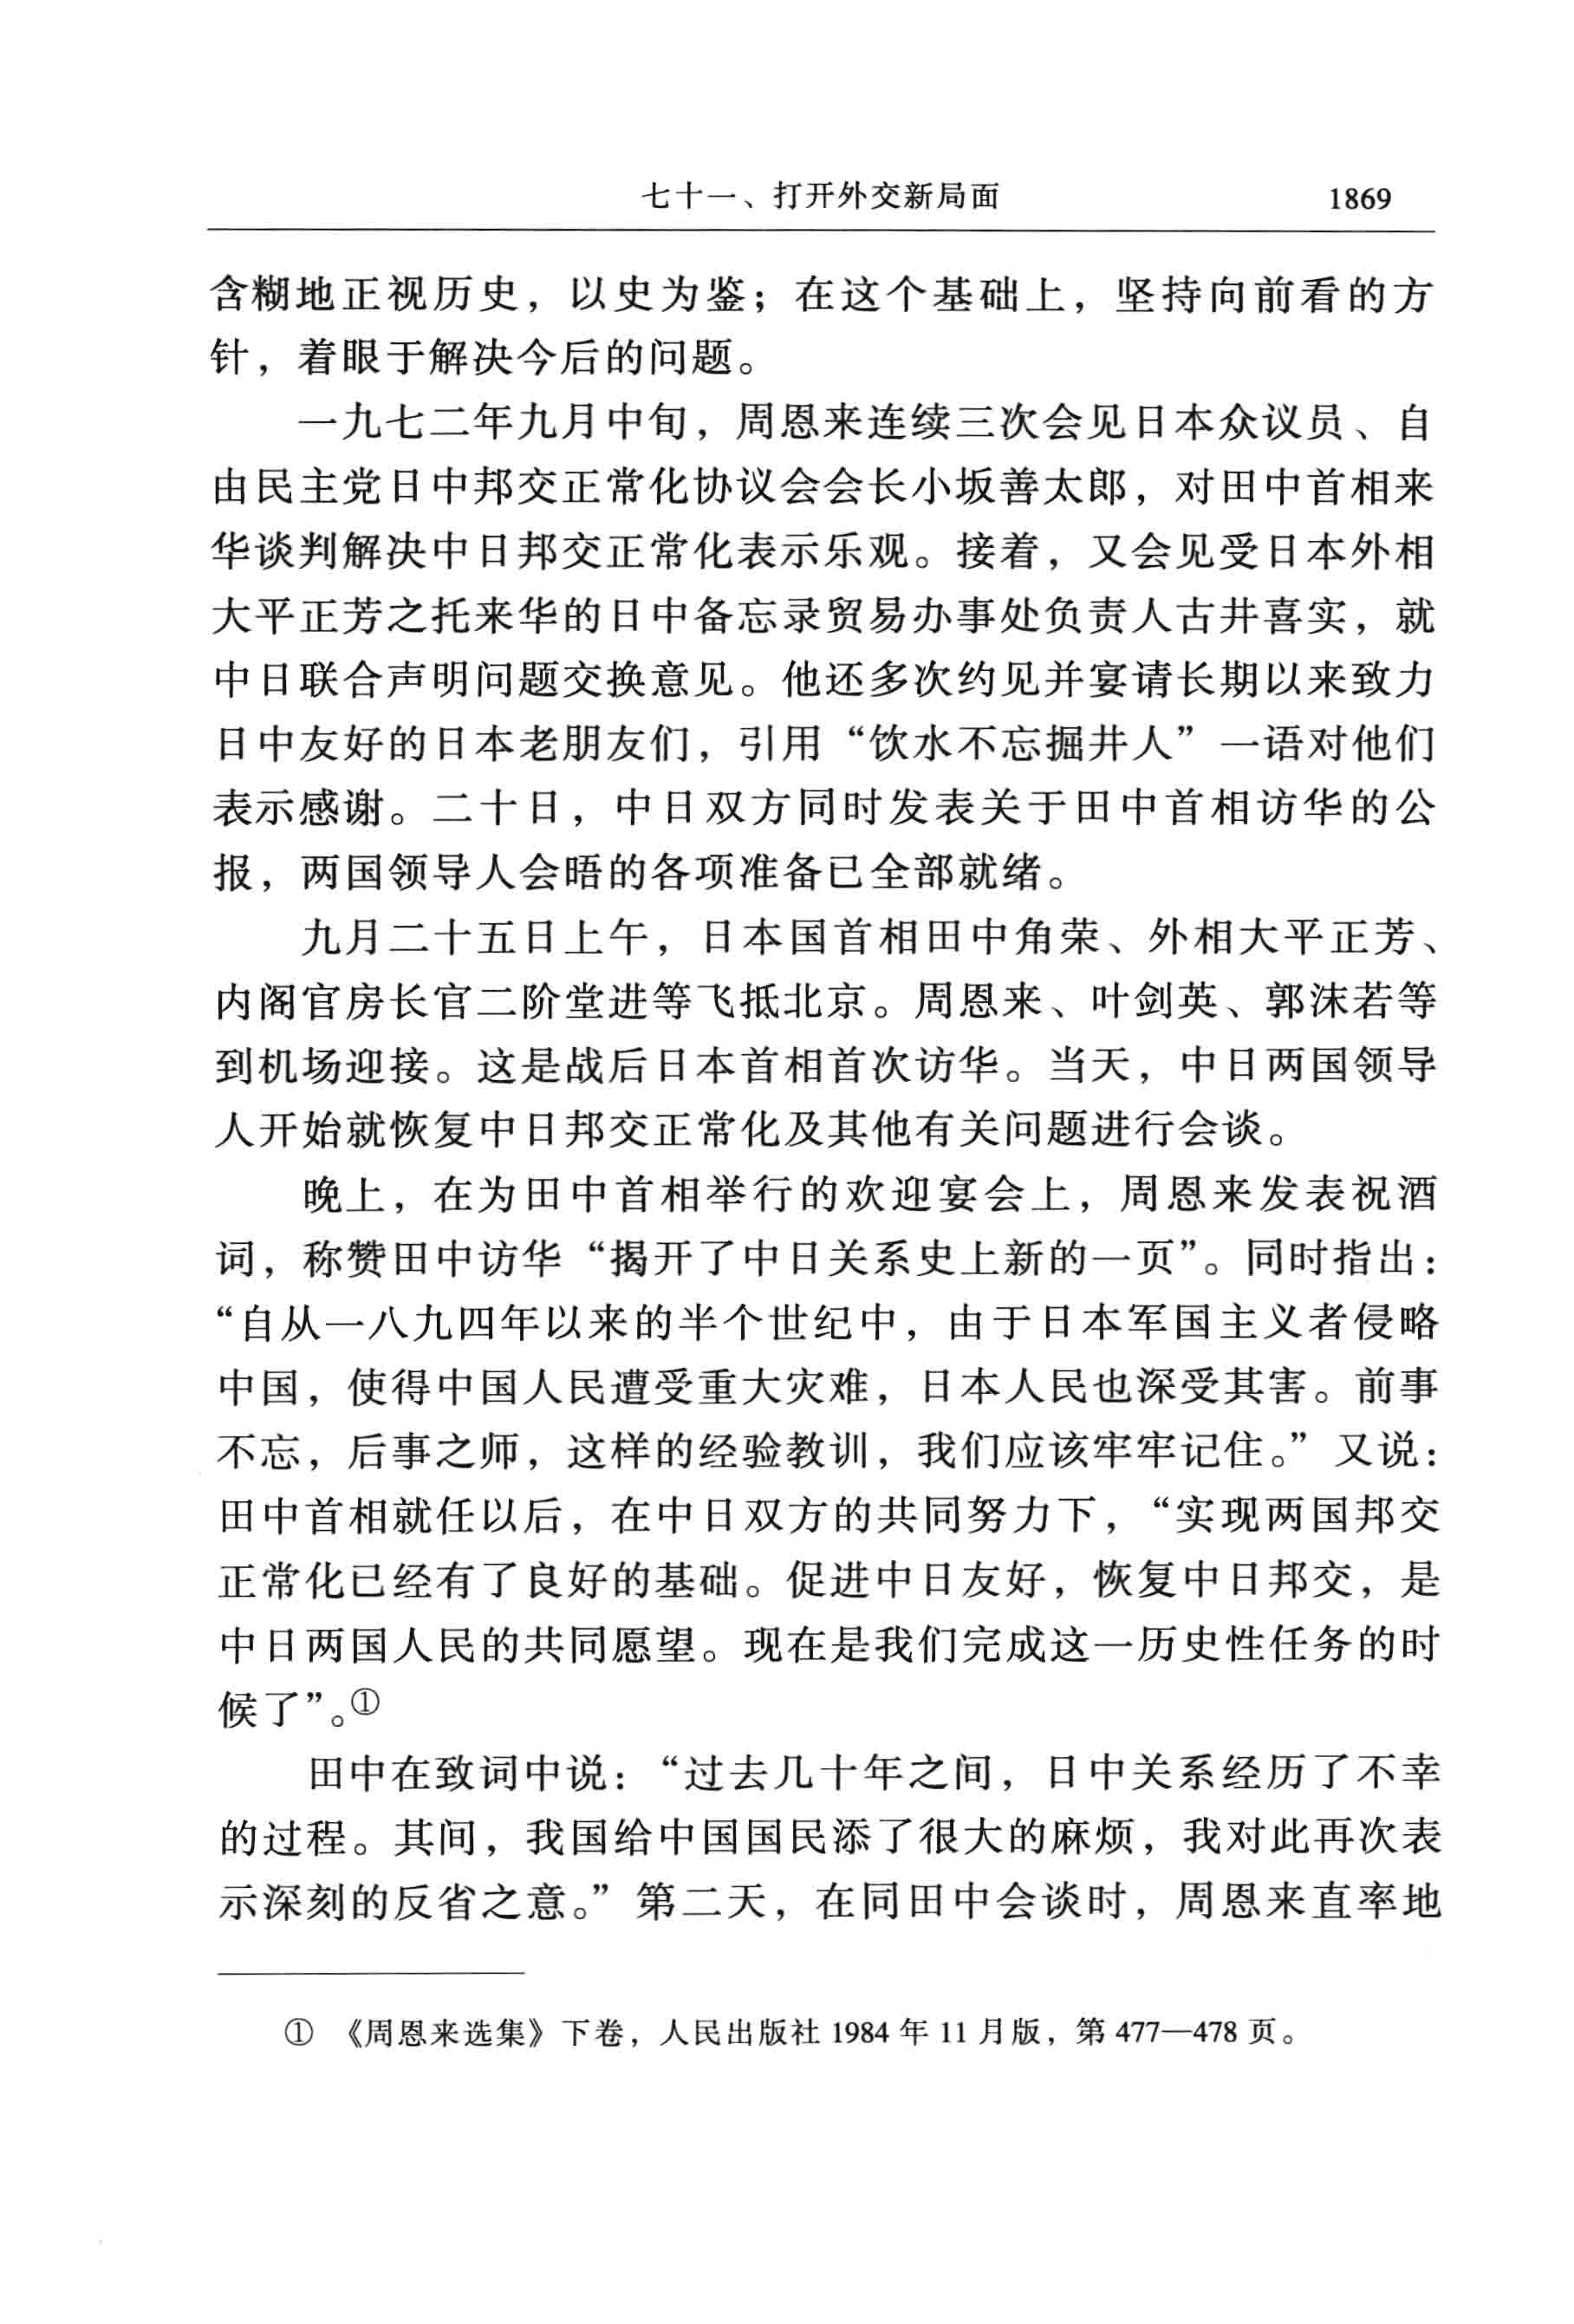 七十一、打开外交新局面 1869
含糊地正视历史，以史为鉴；在这个基础上，坚持向前看的方
针，着眼于解决今后的问题。
一九七二年九月中旬，周恩来连续三次会见日本众议员、自
由民主党日中邦交正常化协议会会长小坂善太郎，对田中首相来
华谈判解决中日邦交正常化表示乐观。接着，又会见受日本外相
大平正芳之托来华的日中备忘录贸易办事处负责人古井喜实，就
中日联合声明问题交换意见。他还多次约见并宴请长期以来致力
日中友好的日本老朋友们，引用“饮水不忘掘井人”一语对他们
表示感谢。二十日，中日双方同时发表关于田中首相访华的公
报，两国领导人会晤的各项准备已全部就绪。
九月二十五日上午，日本国首相田中角荣、外相大平正芳、
内阁官房长官二阶堂进等飞抵北京。周恩来、叶剑英、郭沫若等
到机场迎接。这是战后日本首相首次访华。当天，中日两国领导
人开始就恢复中日邦交正常化及其他有关问题进行会谈。
晚上，在为田中首相举行的欢迎宴会上，周恩来发表祝酒
词，称赞田中访华“揭开了中日关系史上新的一页”。同时指出：
“自从一八九四年以来的半个世纪中，由于日本军国主义者侵略
中国，使得中国人民遭受重大灾难，日本人民也深受其害。前事
不忘，后事之师，这样的经验教训，我们应该牢牢记住。”又说：
田中首相就任以后，在中日双方的共同努力下，“实现两国邦交
正常化已经有了良好的基础。促进中日友好，恢复中日邦交，是
中日两国人民的共同愿望。现在是我们完成这一历史性任务的时
候了”。①
田中在致词中说：“过去几十年之间，日中关系经历了不幸
的过程。其间，我国给中国国民添了很大的麻烦，我对此再次表
示深刻的反省之意。”第二天，在同田中会谈时，周恩来直率地
① 《周恩来选集》下卷，人民出版社 1984 年 11 月版，第 477—478 页。